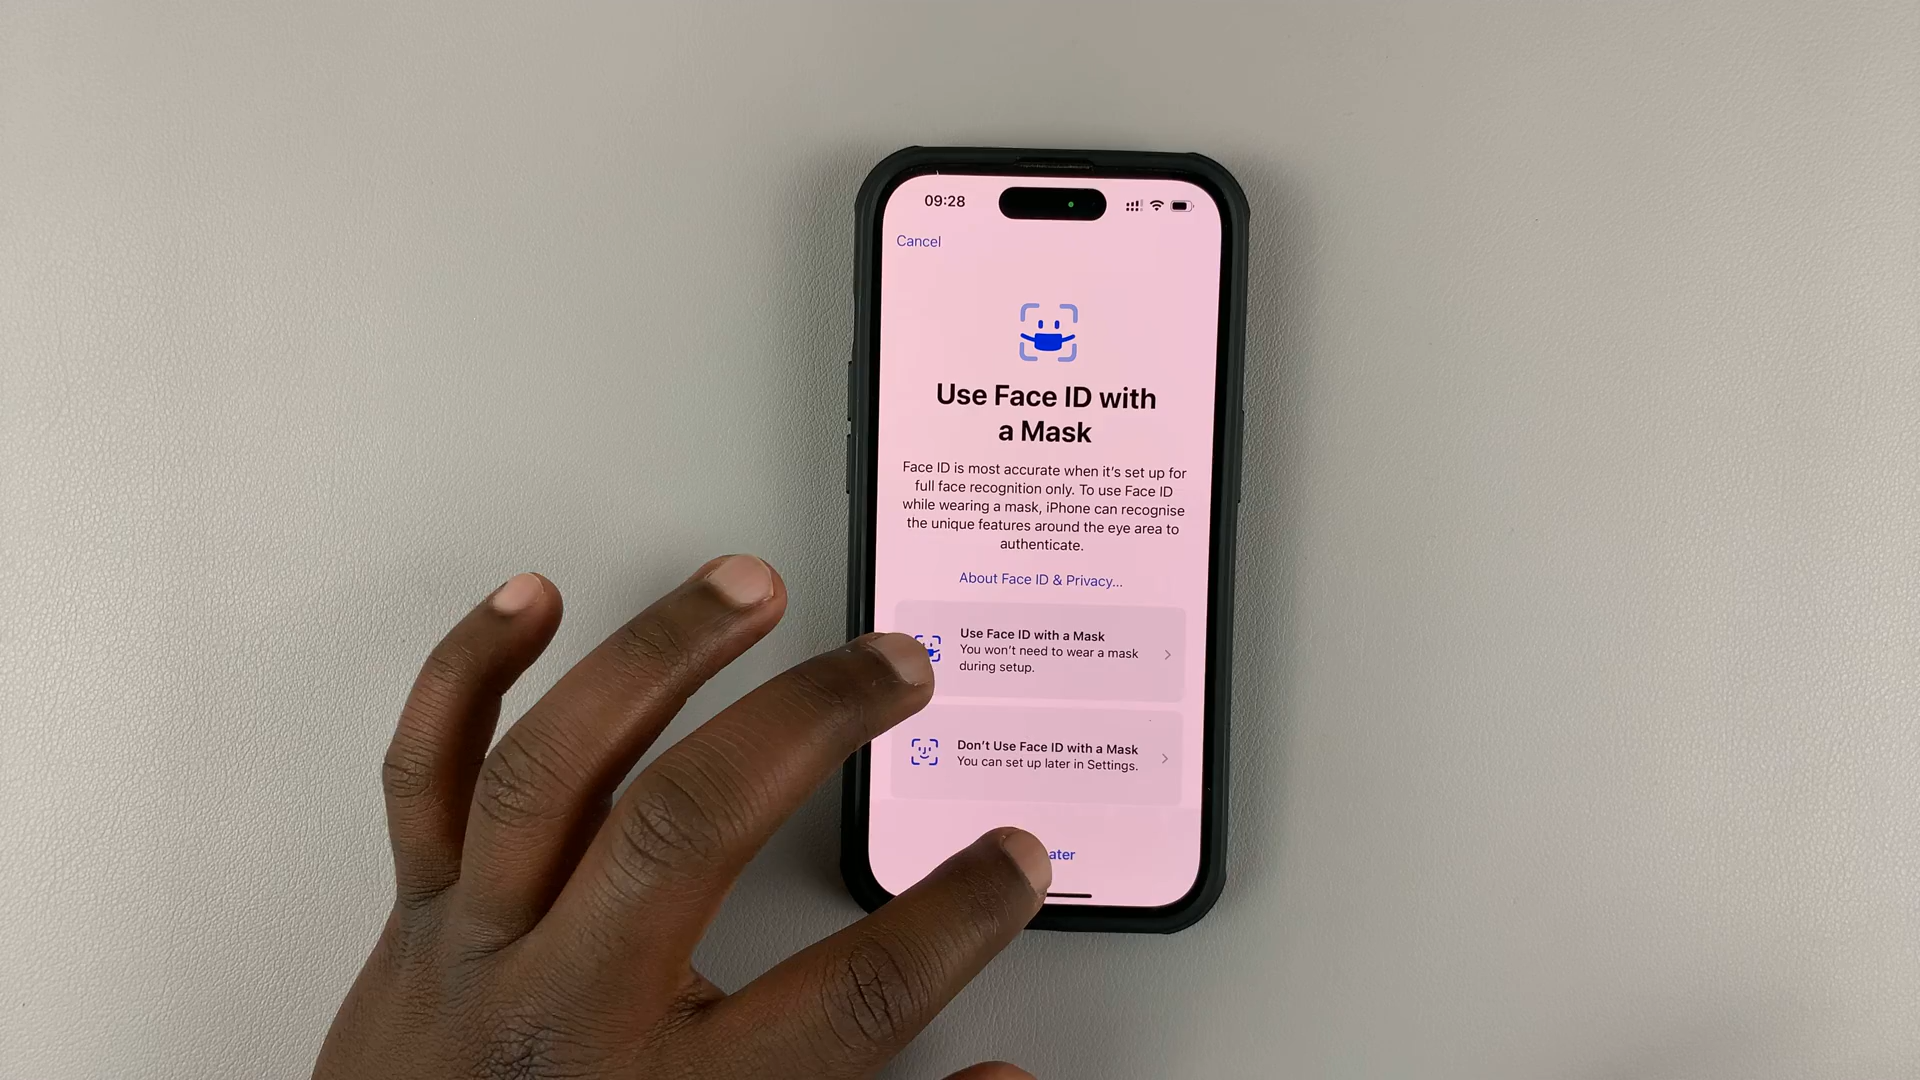 09:28
Cancel
Use Face ID with
a Mask
Face ID is most accurate when it's set up for
full face recognition only. To use Face ID
while wearing a mask, iPhone can recognise
the unique features around the eye area to
authenticate.
About Face ID & Privacy...
Use Face ID with a Mask
You won't need to wear a mask
during setup.
Don't Use Face ID with a Mask
You can set up later in Settings.